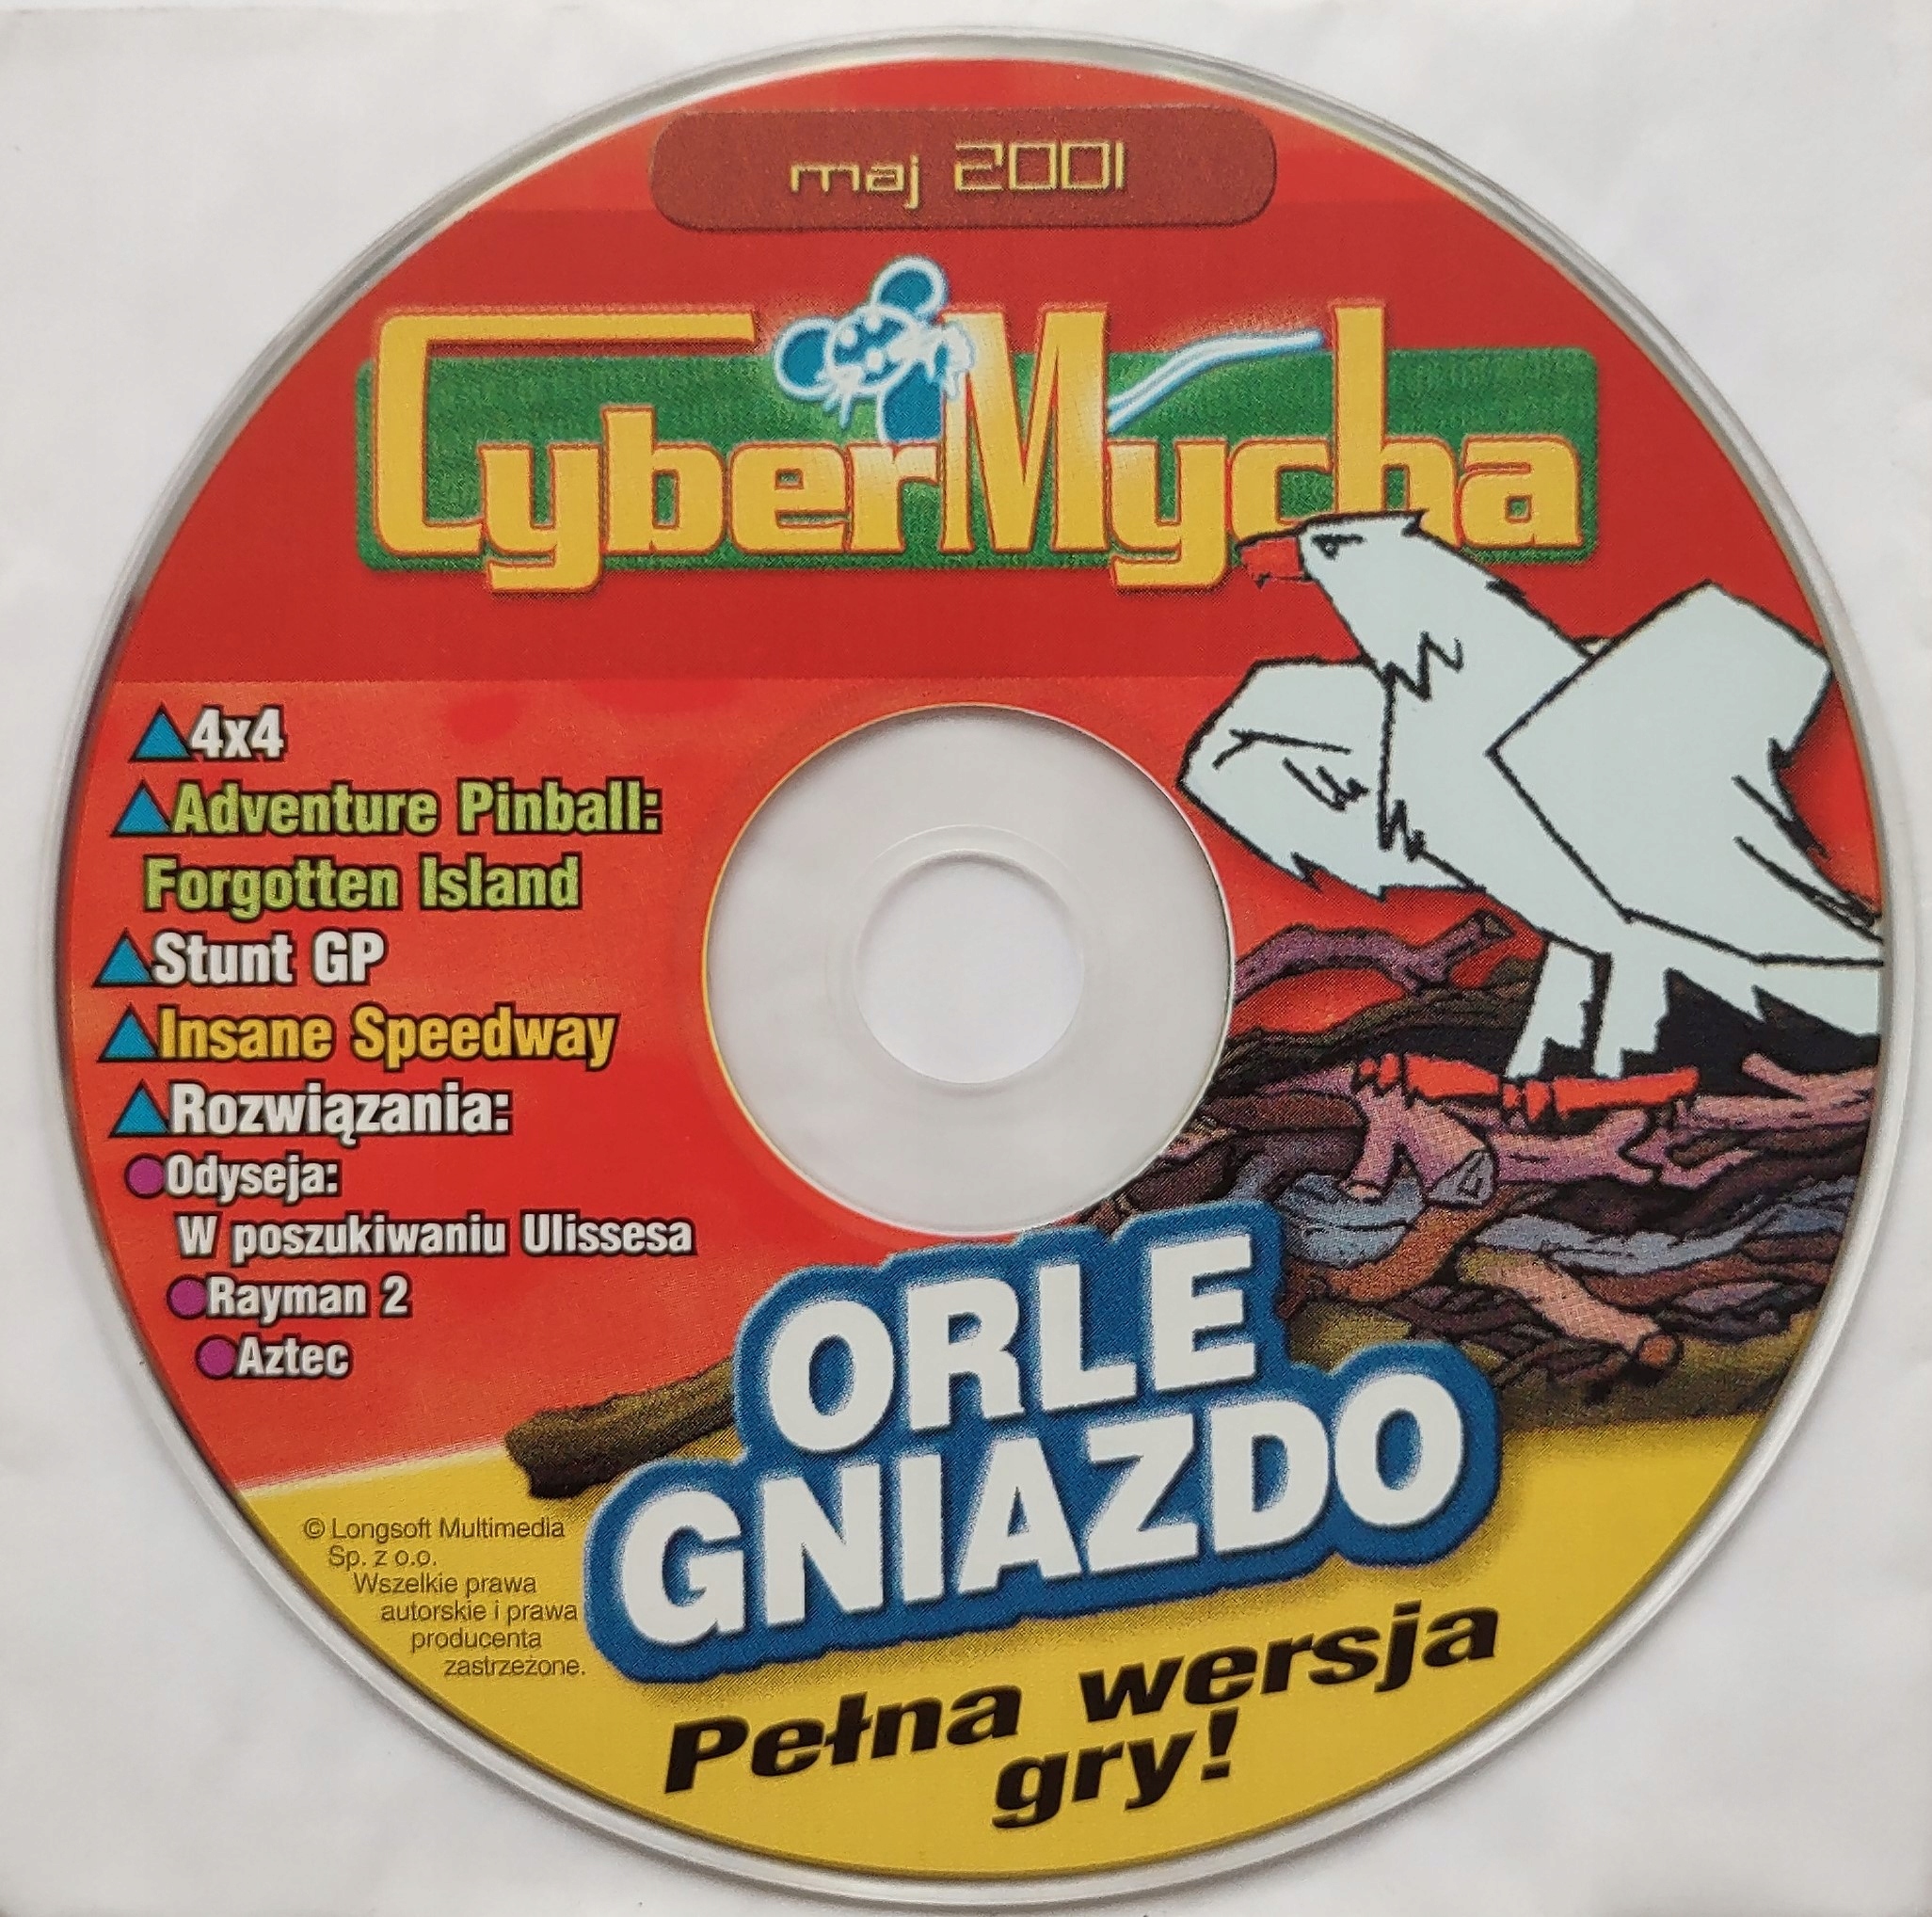 maj 2001
CyberMycha
4x4
Adventure Pinball:
Forgotten Island
Stunt GP
Insane Speedway
Rozwiązania:
Odyseja:
W poszukiwaniu Ulissesa
Rayman 2
Aztec
ORLE
GNIAZDO
Pełna wersja
gry!
© Longsoft Multimedia
Sp. z o.o.
Wszelkie prawa
autorskie i prawa
producenta
zastrzeżone.